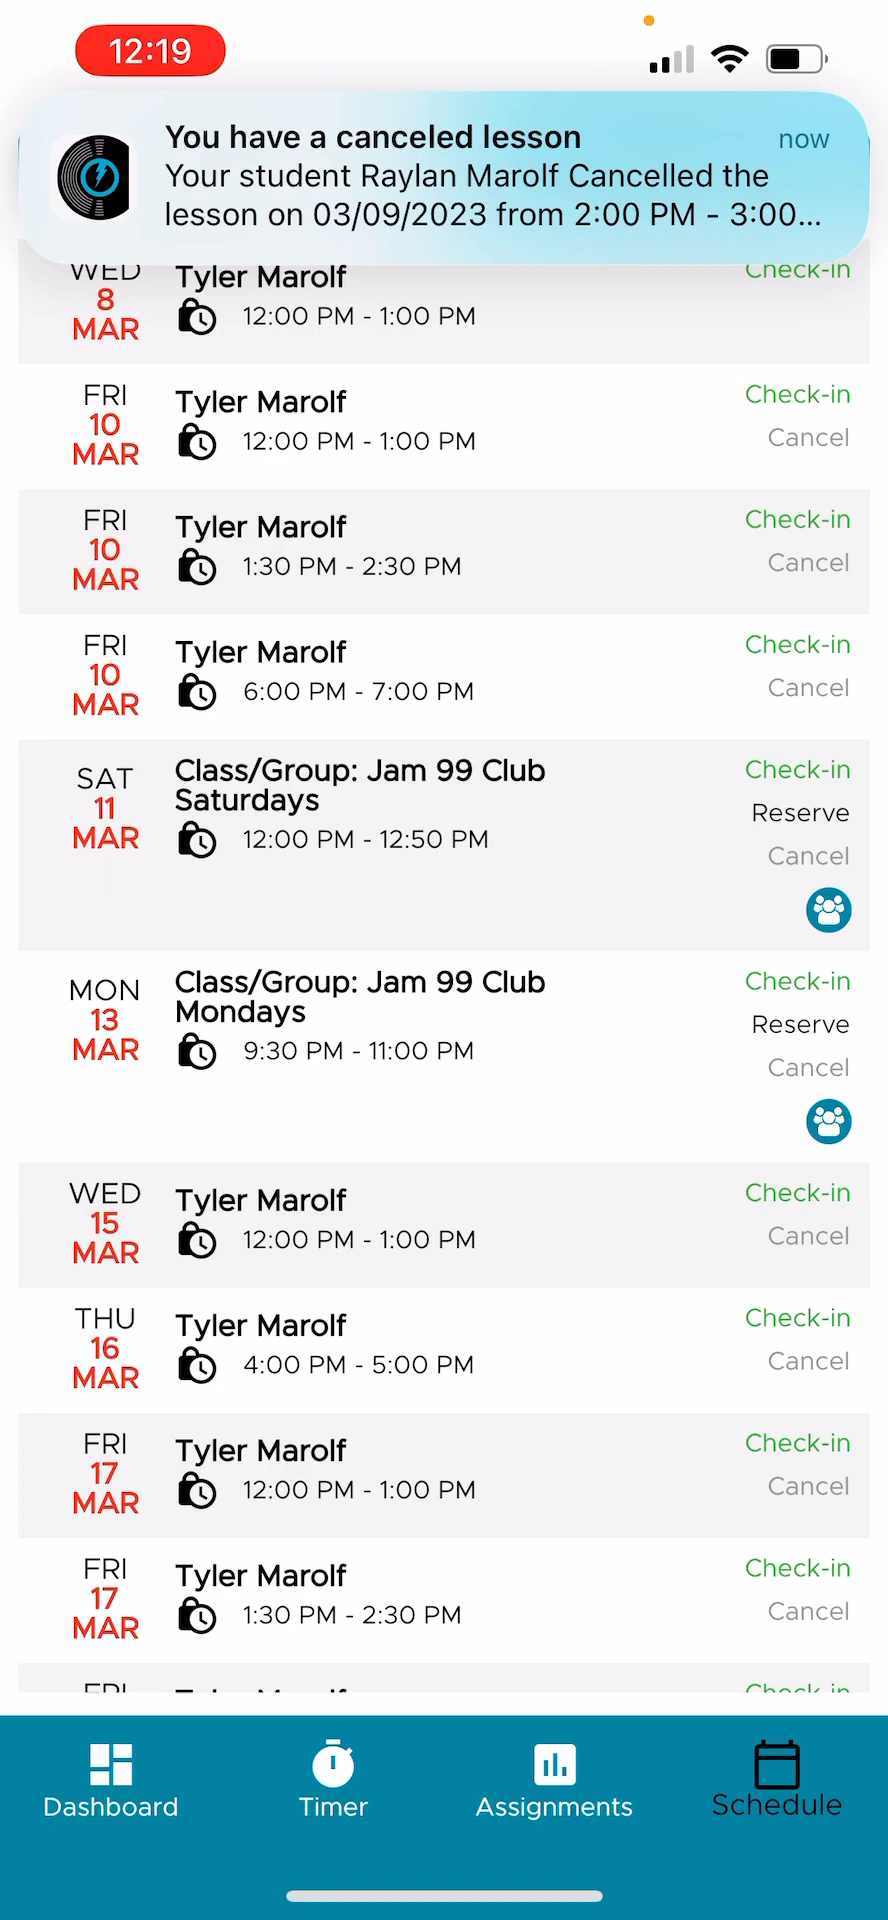 12:19
You have a canceled lesson
now
Your student Raylan Marolf Cancelled the
lesson on 03/09/2023 from 2:00 PM - 3:00...
WED
8
MAR
Tyler Marolf
12:00 PM - 1:00 PM
Check-in
FRI
10
MAR
Tyler Marolf
12:00 PM - 1:00 PM
Check-in
Cancel
FRI
10
MAR
Tyler Marolf
1:30 PM - 2:30 PM
Check-in
Cancel
FRI
10
MAR
Tyler Marolf
6:00 PM - 7:00 PM
Check-in
Cancel
SAT
11
MAR
Class/Group: Jam 99 Club
Saturdays
12:00 PM - 12:50 PM
Check-in
Reserve
Cancel
MON
13
MAR
Class/Group: Jam 99 Club
Mondays
9:30 PM - 11:00 PM
Check-in
Reserve
Cancel
WED
15
MAR
Tyler Marolf
12:00 PM - 1:00 PM
Check-in
Cancel
THU
16
MAR
Tyler Marolf
4:00 PM - 5:00 PM
Check-in
Cancel
FRI
17
MAR
Tyler Marolf
12:00 PM - 1:00 PM
Check-in
Cancel
FRI
17
MAR
Tyler Marolf
1:30 PM - 2:30 PM
Check-in
Cancel
Dashboard
Timer
Assignments
Schedule